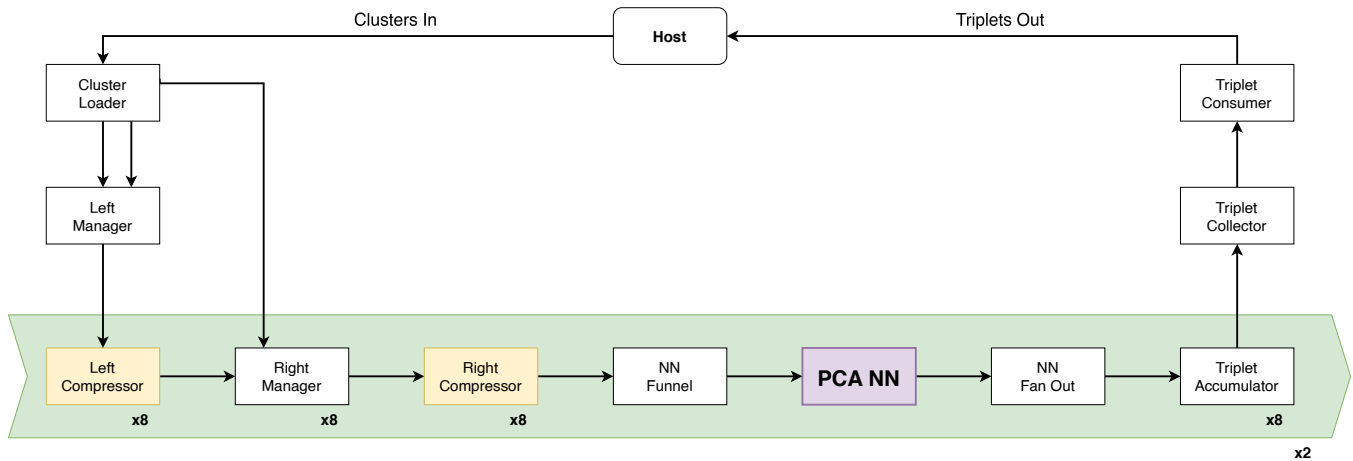 Clusters In
Host
Triplets Out
Cluster
Loader
Triplet
Consumer
Left
Manager
Triplet
Collector
Left
Compressor
x8
Right
Manager
x8
Right
Compressor
x8
NN
Funnel
PCA NN
NN
Fan Out
Triplet
Accumulator
x8
x2